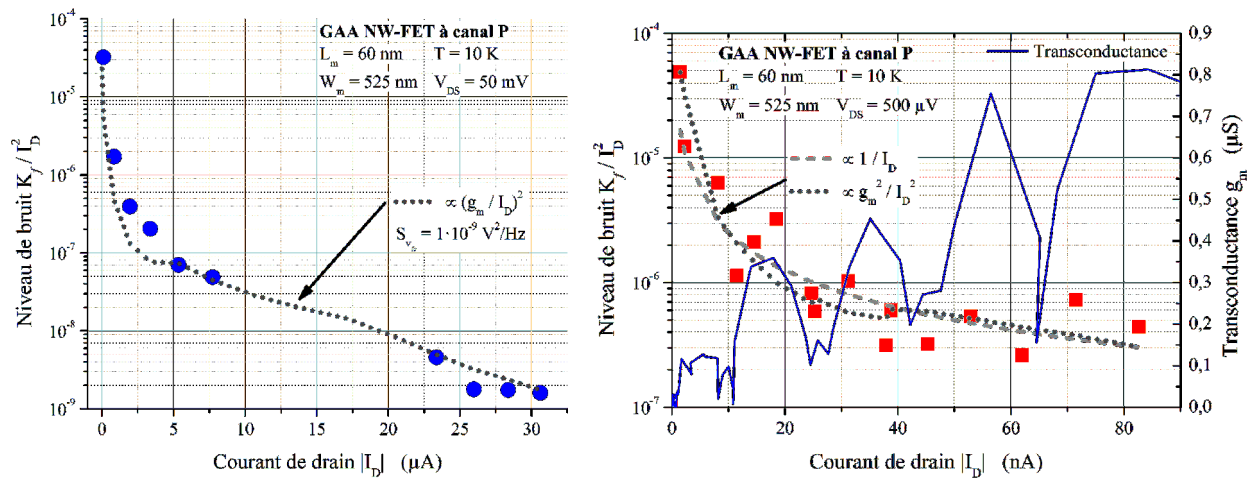 GAA NW-FET à canal P
L_m = 60 nm T = 10 K
W_m = 525 nm V_DS = 50 mV
∝ (g_m / I_D)^2
S_Vfb = 1·10^-9 V^2/Hz
Niveau de bruit K_f / I_D^2
10^-4
10^-5
10^-6
10^-7
10^-8
10^-9
0 5 10 15 20 25 30
Courant de drain |I_D| (µA)
GAA NW-FET à canal P
L_m = 60 nm T = 10 K
W_m = 525 nm V_DS = 500 µV
Transconductance
∝ 1 / I_D
∝ g_m^2 / I_D^2
Niveau de bruit K_f / I_D^2
10^-4
10^-5
10^-6
10^-7
0 20 40 60 80
Courant de drain |I_D| (nA)
0,9
0,8
0,7
0,6
0,5
0,4
0,3
0,2
0,1
0,0
Transconductance g_m (µS)